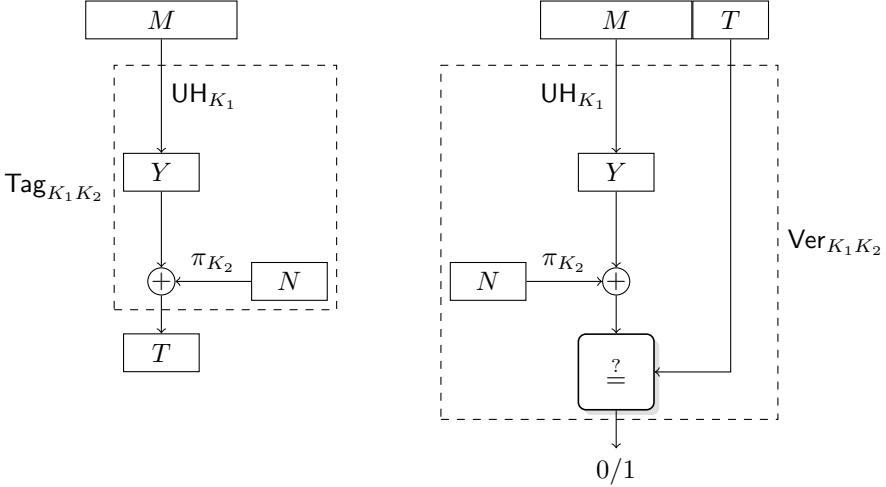 M
UH_{K_1}
Y
Tag_{K_1K_2}
π_{K_2}
N
+
T
M T
UH_{K_1}
Y
Ver_{K_1K_2}
N
π_{K_2}
+
?
=
0/1